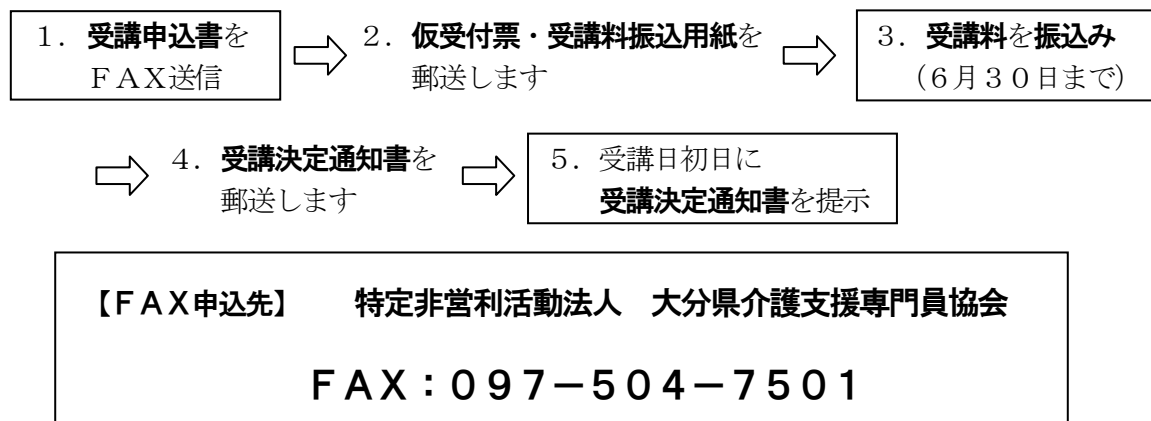 １．受講申込書を
ＦＡＸ送信
２．仮受付票・受講料振込用紙を
郵送します
３．受講料を振込み
（６月３０日まで）
４．受講決定通知書を
郵送します
５．受講日初日に
受講決定通知書を提示
【ＦＡＸ申込先】　　特定非営利活動法人　大分県介護支援専門員協会
ＦＡＸ：０９７－５０４－７５０１